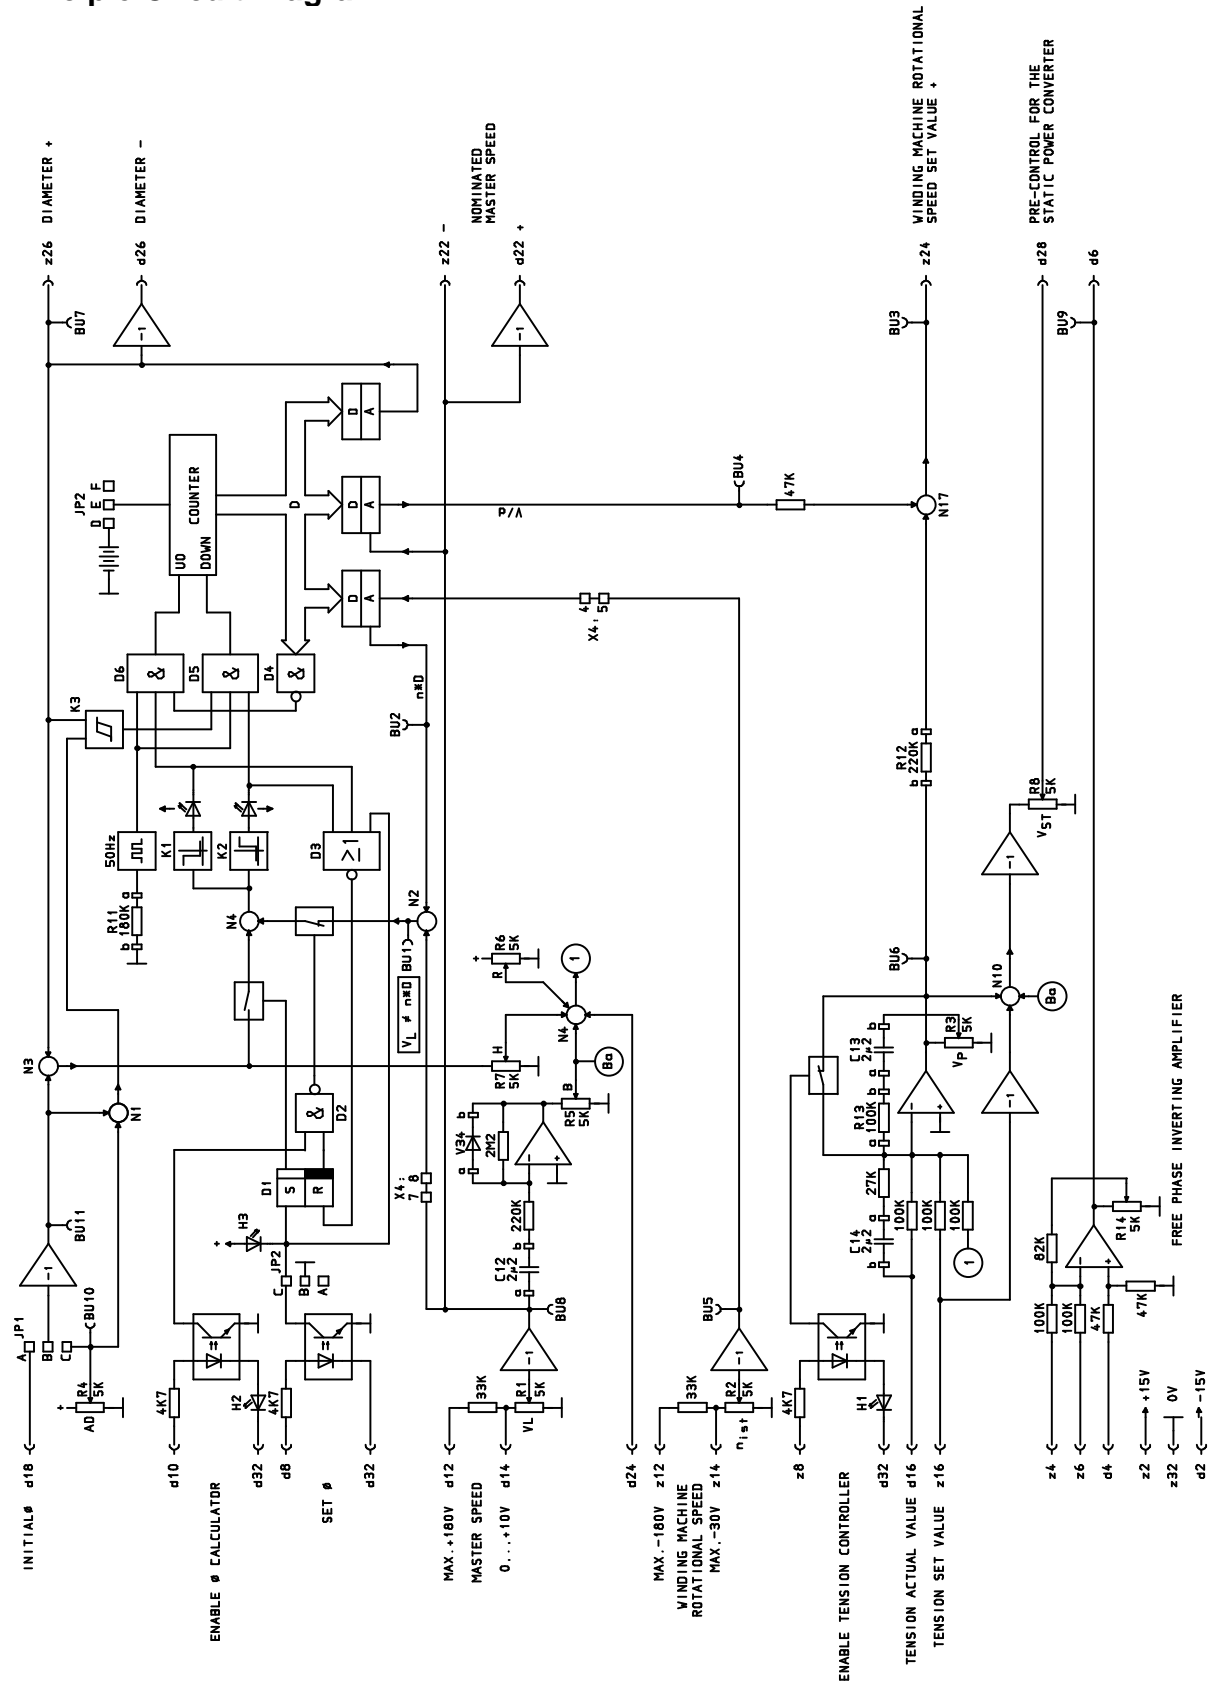 INITIALØ d18
ENABLE Ø CALCULATOR
d10
d32
SET Ø
d8
d32
MAX.+180V d12
MASTER SPEED
0...+10V d14
d24
MAX.-180V z12
WINDING MACHINE
ROTATIONAL SPEED
MAX.-30V z14
ENABLE TENSION CONTROLLER
z8
d32
TENSION ACTUAL VALUE d16
TENSION SET VALUE z16
z4
z6
d4
z2 +15V
z32 0V
d2 -15V
JP1
A
B
C
BU10
+
R4
5K
AD
-1
BU11
N3
N1
4K7
H2
4K7
JP2
C
B
A
H3
+
D1
S
R
&
D2
R11
b 180K a
50Hz
K1
K2
D3
≥1
N4
K3
D6
&
D5
&
D4
&
UD
DOWN
COUNTER
JP2
D E F
D
D
A
D
A
D
A
BU7
-1
z26 DIAMETER +
d26 DIAMETER -
z22 -
NOMINATED
MASTER SPEED
d22 +
-1
BU2
n*D
N2
BU1
V_L ≠ n*D
X4:
7 8
X4:
4
5
D/V
BU4
47K
33K
R1
5K
VL
-1
BU8
C12
2µ2
a b
220K
a V34 b
2M2
-
+
R5
5K
B
Ba
R7
5K
H
R6
5K
R
+
N4
1
33K
R2
5K
n ist
-1
BU5
4K7
H1
C14
2µ2
b a
27K
100K
100K
100K
1
R13
100K
a b
C13
2µ2
a b
R3
5K
VP
-
+
BU6
-1
N10
Ba
-1
R8
5K
VST
R12
220K
b a
N17
BU3
z24
WINDING MACHINE ROTATIONAL
SPEED SET VALUE +
d28
PRE-CONTROL FOR THE
STATIC POWER CONVERTER
BU9
d6
100K
100K
47K
47K
82K
-
+
R14
5K
FREE PHASE INVERTING AMPLIFIER